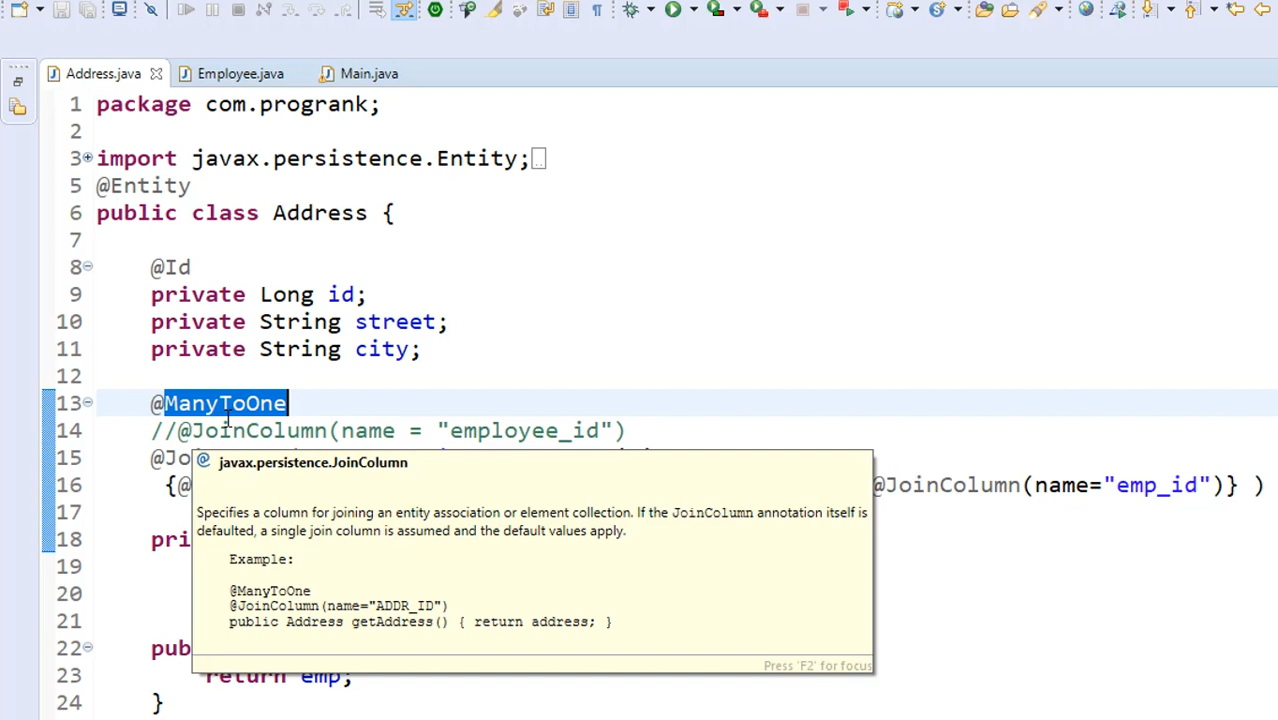 Address.java Employee.java Main.java
1 package com.progrank;
2
3 import javax.persistence.Entity;
5 @Entity
6 public class Address {
7
8 @Id
9 private Long id;
10 private String street;
11 private String city;
12
13 @ManyToOne
14 //@JoinColumn(name = "employee_id")
15 @Jo
javax.persistence.JoinColumn
16 {@ @JoinColumn(name="emp_id")} )
17
Specifies a column for joining an entity association or element collection. If the JoinColumn annotation itself is
defaulted, a single join column is assumed and the default values apply.
18 pri
Example:
19
@ManyToOne
20
@JoinColumn(name="ADDR_ID")
21
public Address getAddress() { return address; }
22 pub
Press 'F2' for focus
23 return emp;
24 }